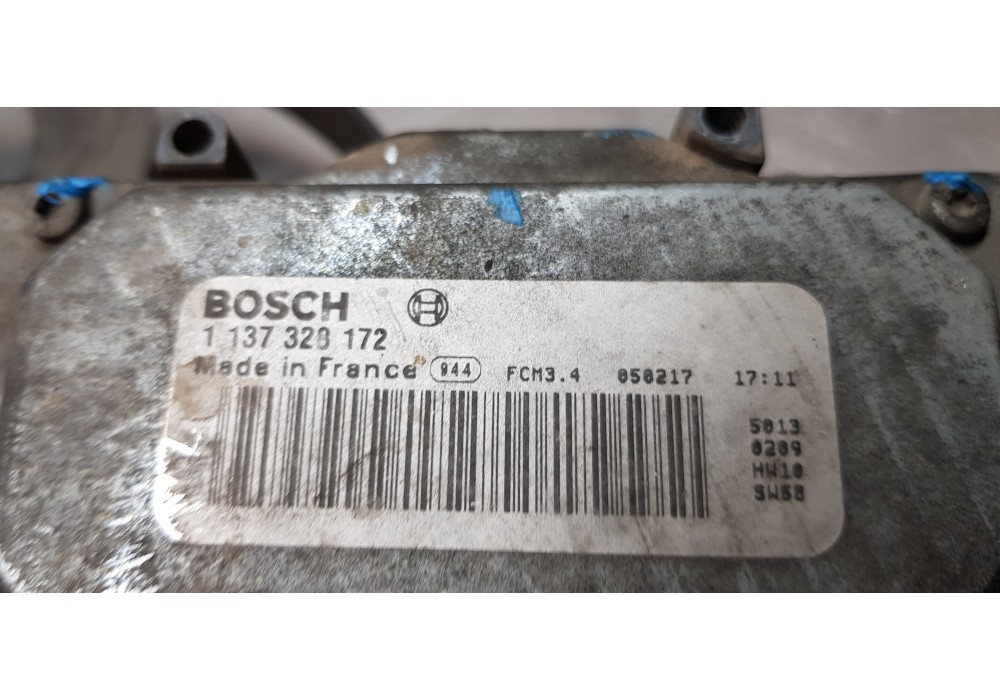 BOSCH
1 137 328 172
Made in France 944 FCM3.4 050217 17:11
5013
0209
HW10
SW58